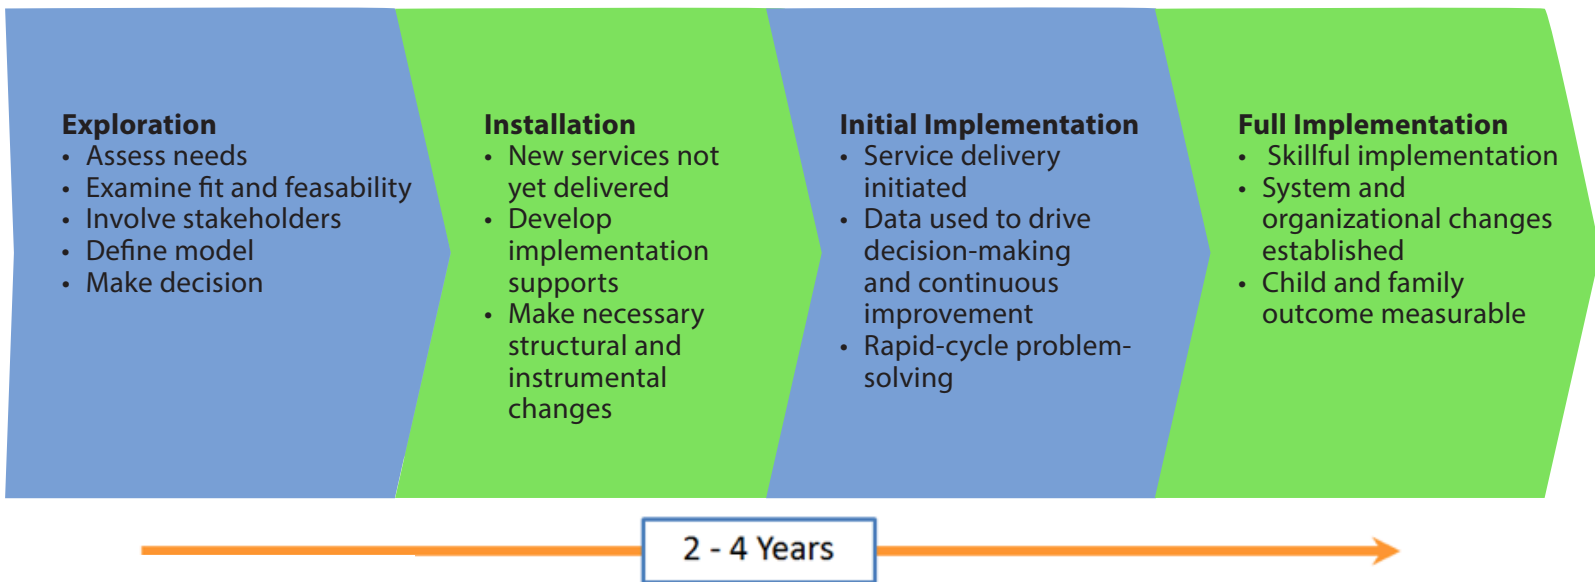 Exploration
• Assess needs
• Examine fit and feasability
• Involve stakeholders
• Define model
• Make decision
Installation
• New services not
yet delivered
• Develop
implementation
supports
• Make necessary
structural and
instrumental
changes
Initial Implementation
• Service delivery
initiated
• Data used to drive
decision-making
and continuous
improvement
• Rapid-cycle problem-
solving
Full Implementation
• Skillful implementation
• System and
organizational changes
established
• Child and family
outcome measurable
2 - 4 Years